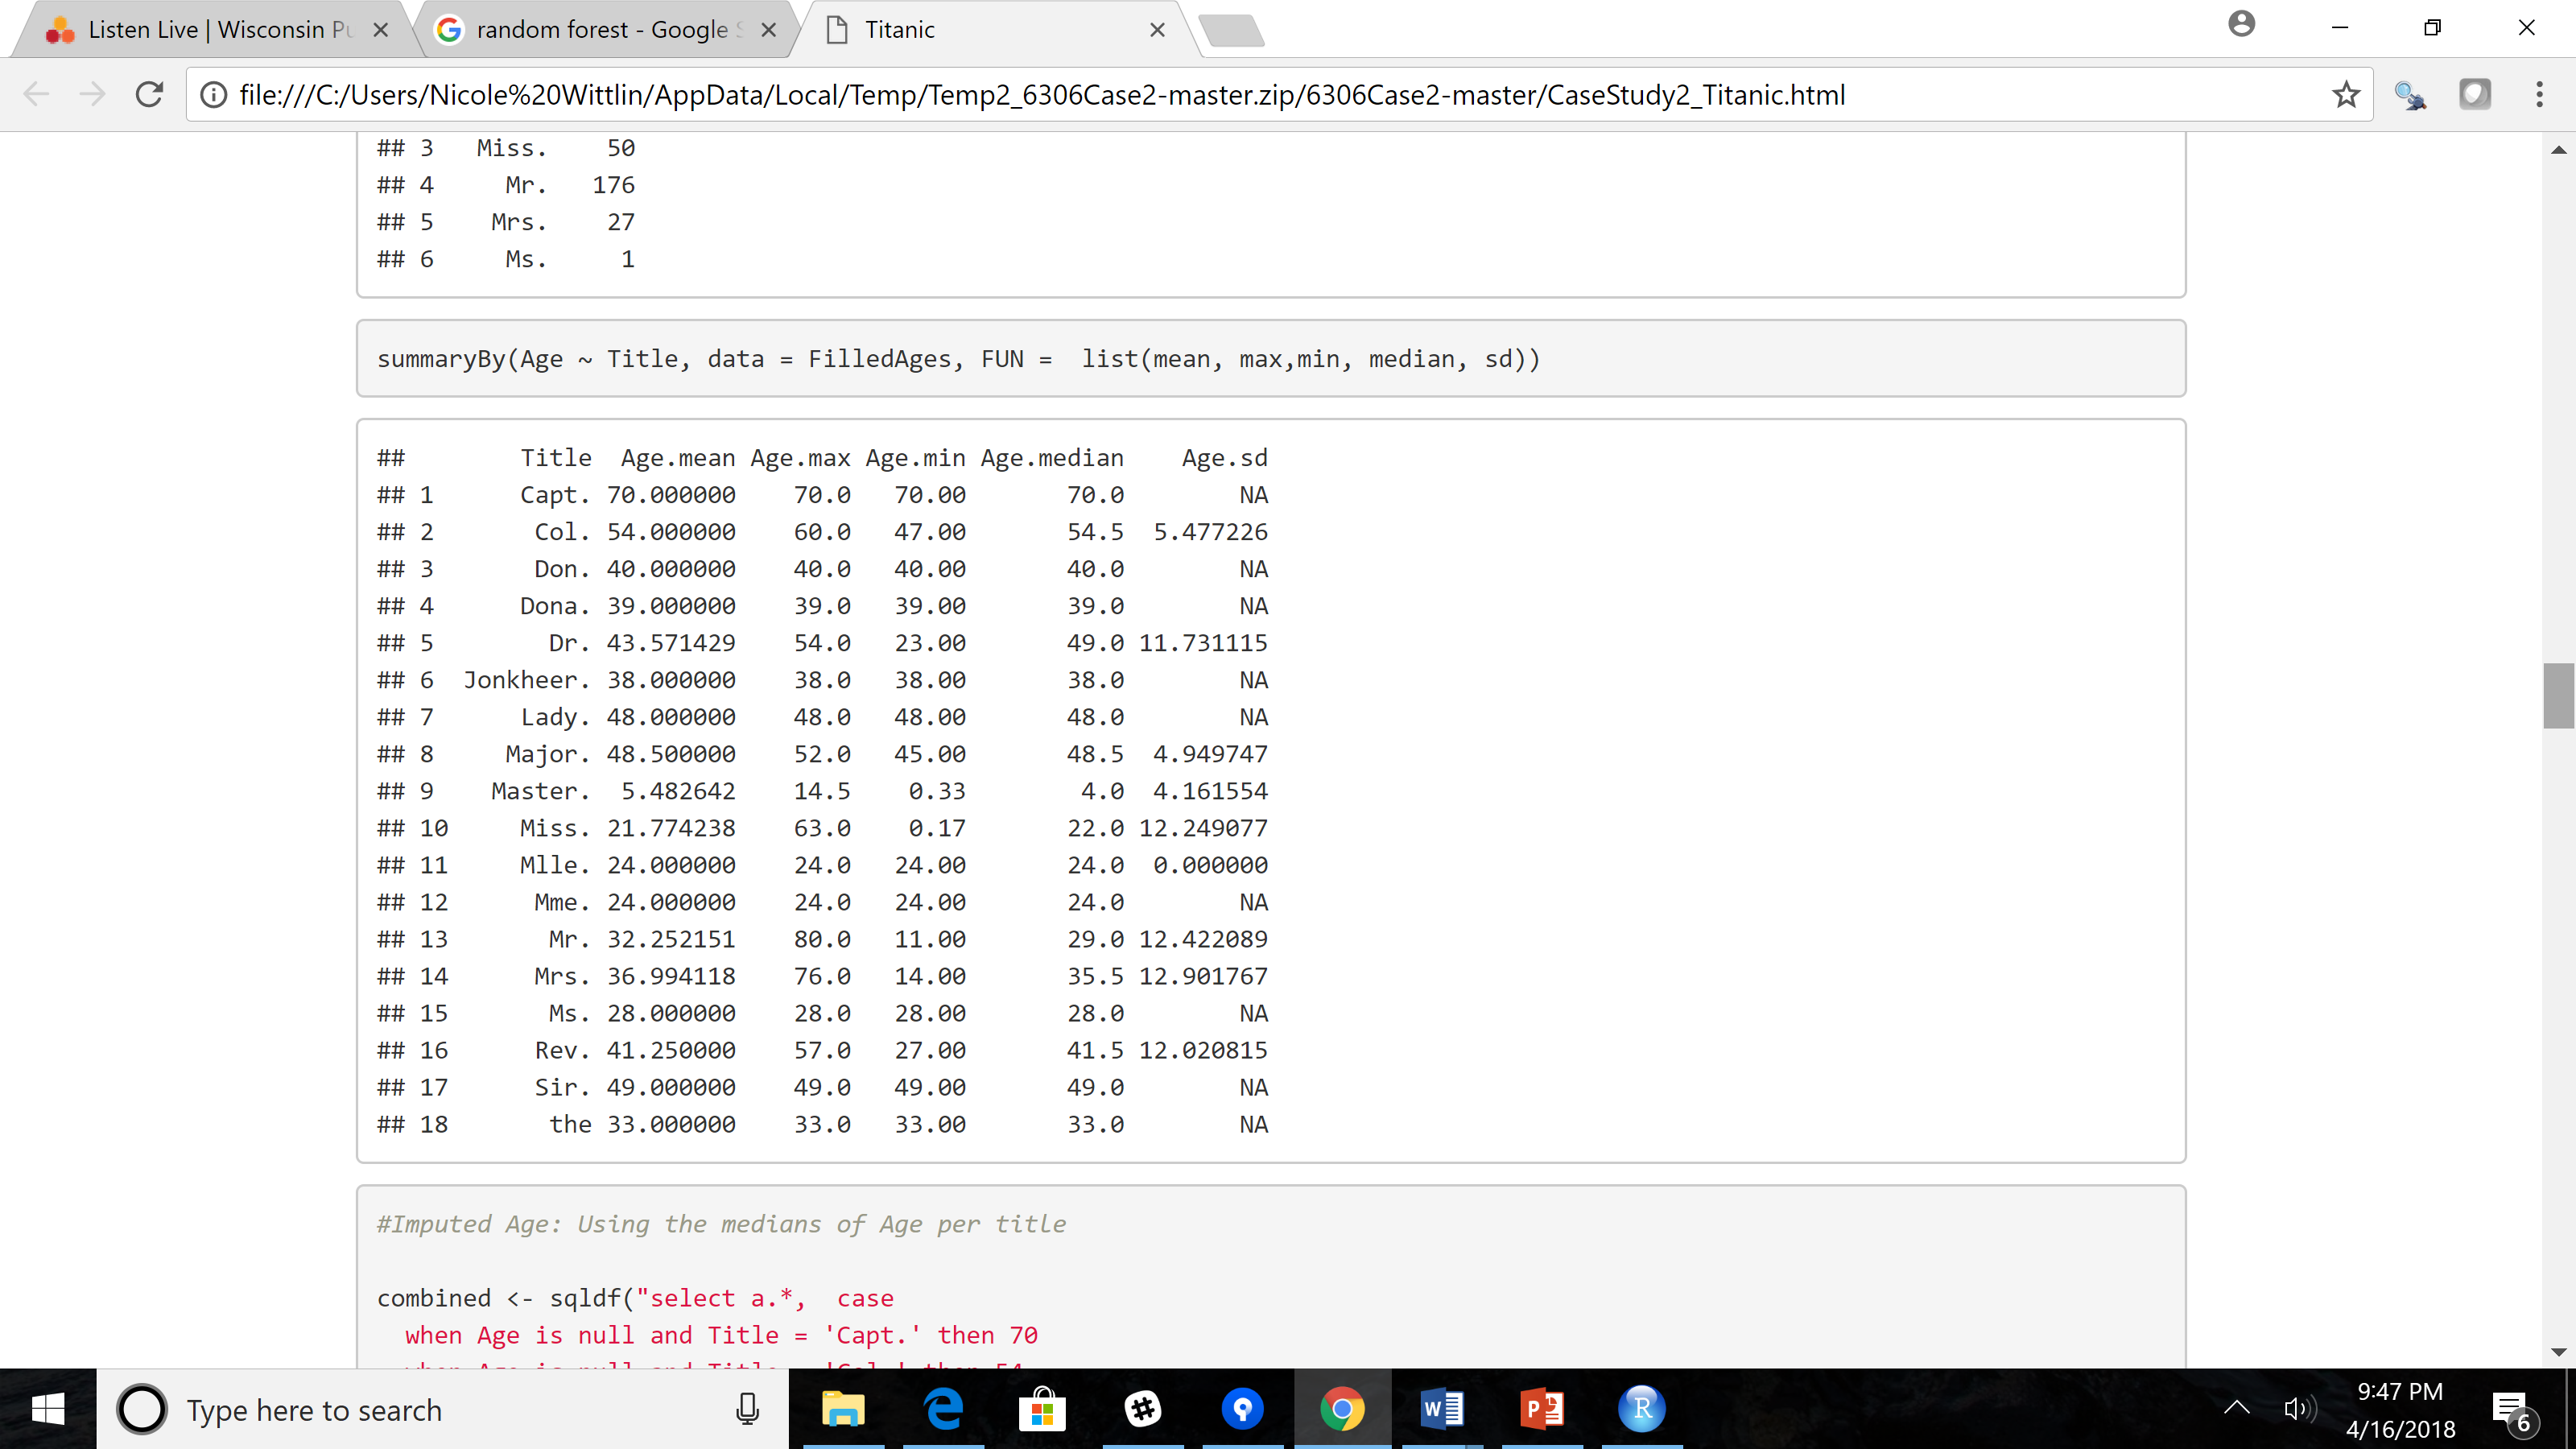 Listen Live | Wisconsin Pu
random forest - Google S
Titanic
file:///C:/Users/Nicole%20Wittlin/AppData/Local/Temp/Temp2_6306Case2-master.zip/6306Case2-master/CaseStudy2_Titanic.html
## 3   Miss.    50
## 4     Mr.   176
## 5    Mrs.    27
## 6     Ms.     1
summaryBy(Age ~ Title, data = FilledAges, FUN =  list(mean, max,min, median, sd))
##        Title  Age.mean Age.max Age.min Age.median    Age.sd
## 1      Capt. 70.000000    70.0   70.00       70.0        NA
## 2       Col. 54.000000    60.0   47.00       54.5  5.477226
## 3       Don. 40.000000    40.0   40.00       40.0        NA
## 4      Dona. 39.000000    39.0   39.00       39.0        NA
## 5        Dr. 43.571429    54.0   23.00       49.0 11.731115
## 6  Jonkheer. 38.000000    38.0   38.00       38.0        NA
## 7      Lady. 48.000000    48.0   48.00       48.0        NA
## 8     Major. 48.500000    52.0   45.00       48.5  4.949747
## 9    Master.  5.482642    14.5    0.33        4.0  4.161554
## 10     Miss. 21.774238    63.0    0.17       22.0 12.249077
## 11     Mlle. 24.000000    24.0   24.00       24.0  0.000000
## 12      Mme. 24.000000    24.0   24.00       24.0        NA
## 13       Mr. 32.252151    80.0   11.00       29.0 12.422089
## 14      Mrs. 36.994118    76.0   14.00       35.5 12.901767
## 15       Ms. 28.000000    28.0   28.00       28.0        NA
## 16      Rev. 41.250000    57.0   27.00       41.5 12.020815
## 17      Sir. 49.000000    49.0   49.00       49.0        NA
## 18       the 33.000000    33.0   33.00       33.0        NA
#Imputed Age: Using the medians of Age per title
combined <- sqldf("select a.*,  case
when Age is null and Title = 'Capt.' then 70
when Age is null and Title = 'Col.' then 54
Type here to search
9:47 PM
4/16/2018
6